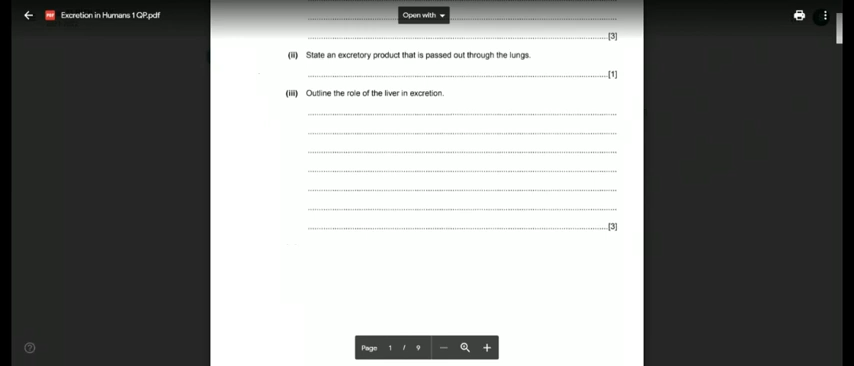 Excretion in Humans 1 QP.pdf
Open with
[3]
(ii) State an excretory product that is passed out through the lungs.
[1]
(iii) Outline the role of the liver in excretion.
[3]
Page 1 / 9